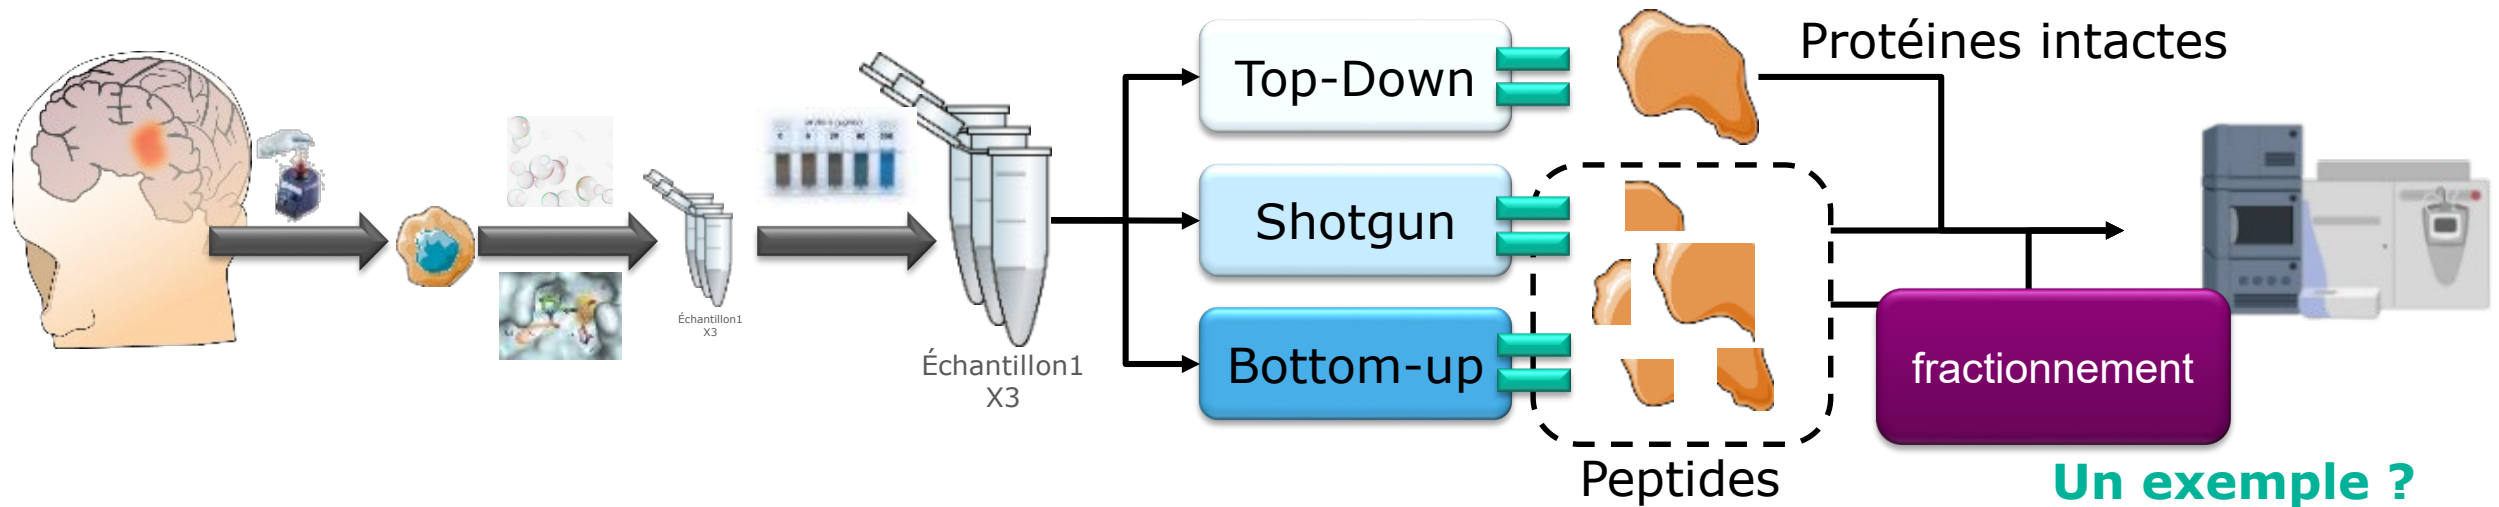 Échantillon1
X3
Échantillon1
X3
Top-Down
Shotgun
Bottom-up
Protéines intactes
Peptides
fractionnement
Un exemple ?